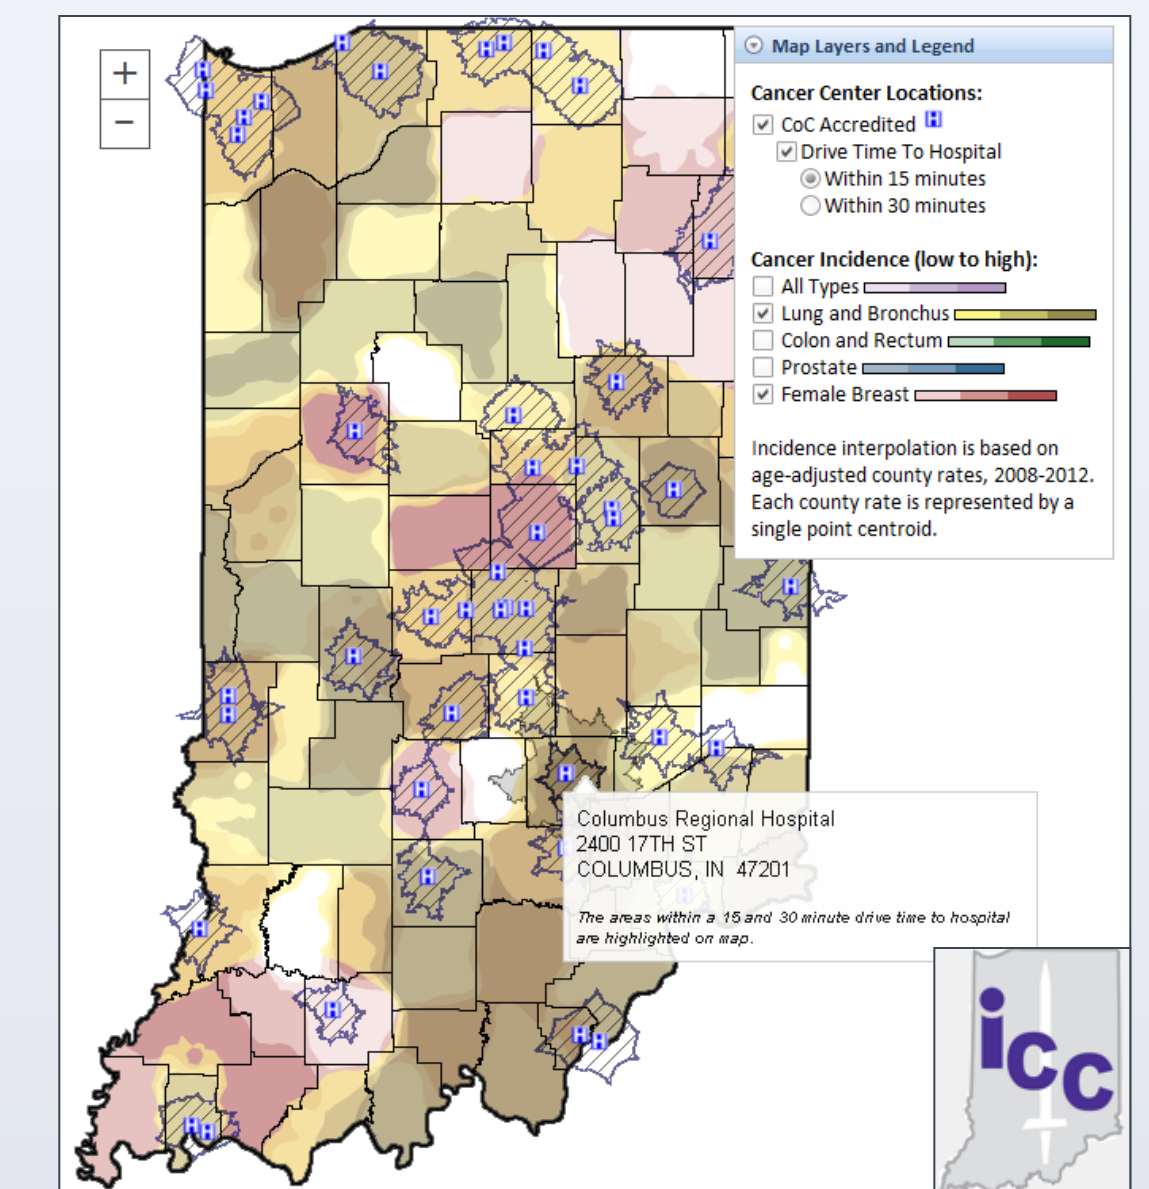 +
−
Map Layers and Legend
Cancer Center Locations:
CoC Accredited H
Drive Time To Hospital
Within 15 minutes
Within 30 minutes
Cancer Incidence (low to high):
All Types
Lung and Bronchus
Colon and Rectum
Prostate
Female Breast
Incidence interpolation is based on
age-adjusted county rates, 2008-2012.
Each county rate is represented by a
single point centroid.
Columbus Regional Hospital
2400 17TH ST
COLUMBUS, IN 47201
The areas within a 15 and 30 minute drive time to hospital
are highlighted on map.
icc